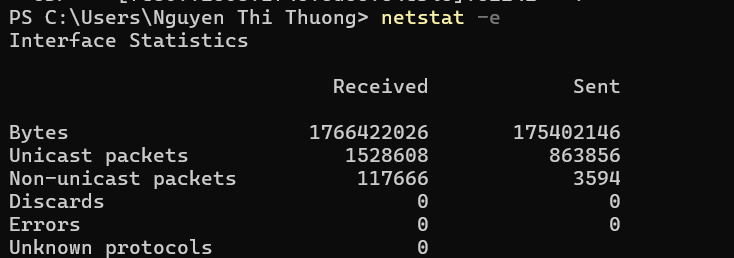 PS C:\Users\Nguyen Thi Thuong> netstat -e
Interface Statistics
Received Sent
Bytes 1766422026 175402146
Unicast packets 1528608 863856
Non-unicast packets 117666 3594
Discards 0 0
Errors 0 0
Unknown protocols 0